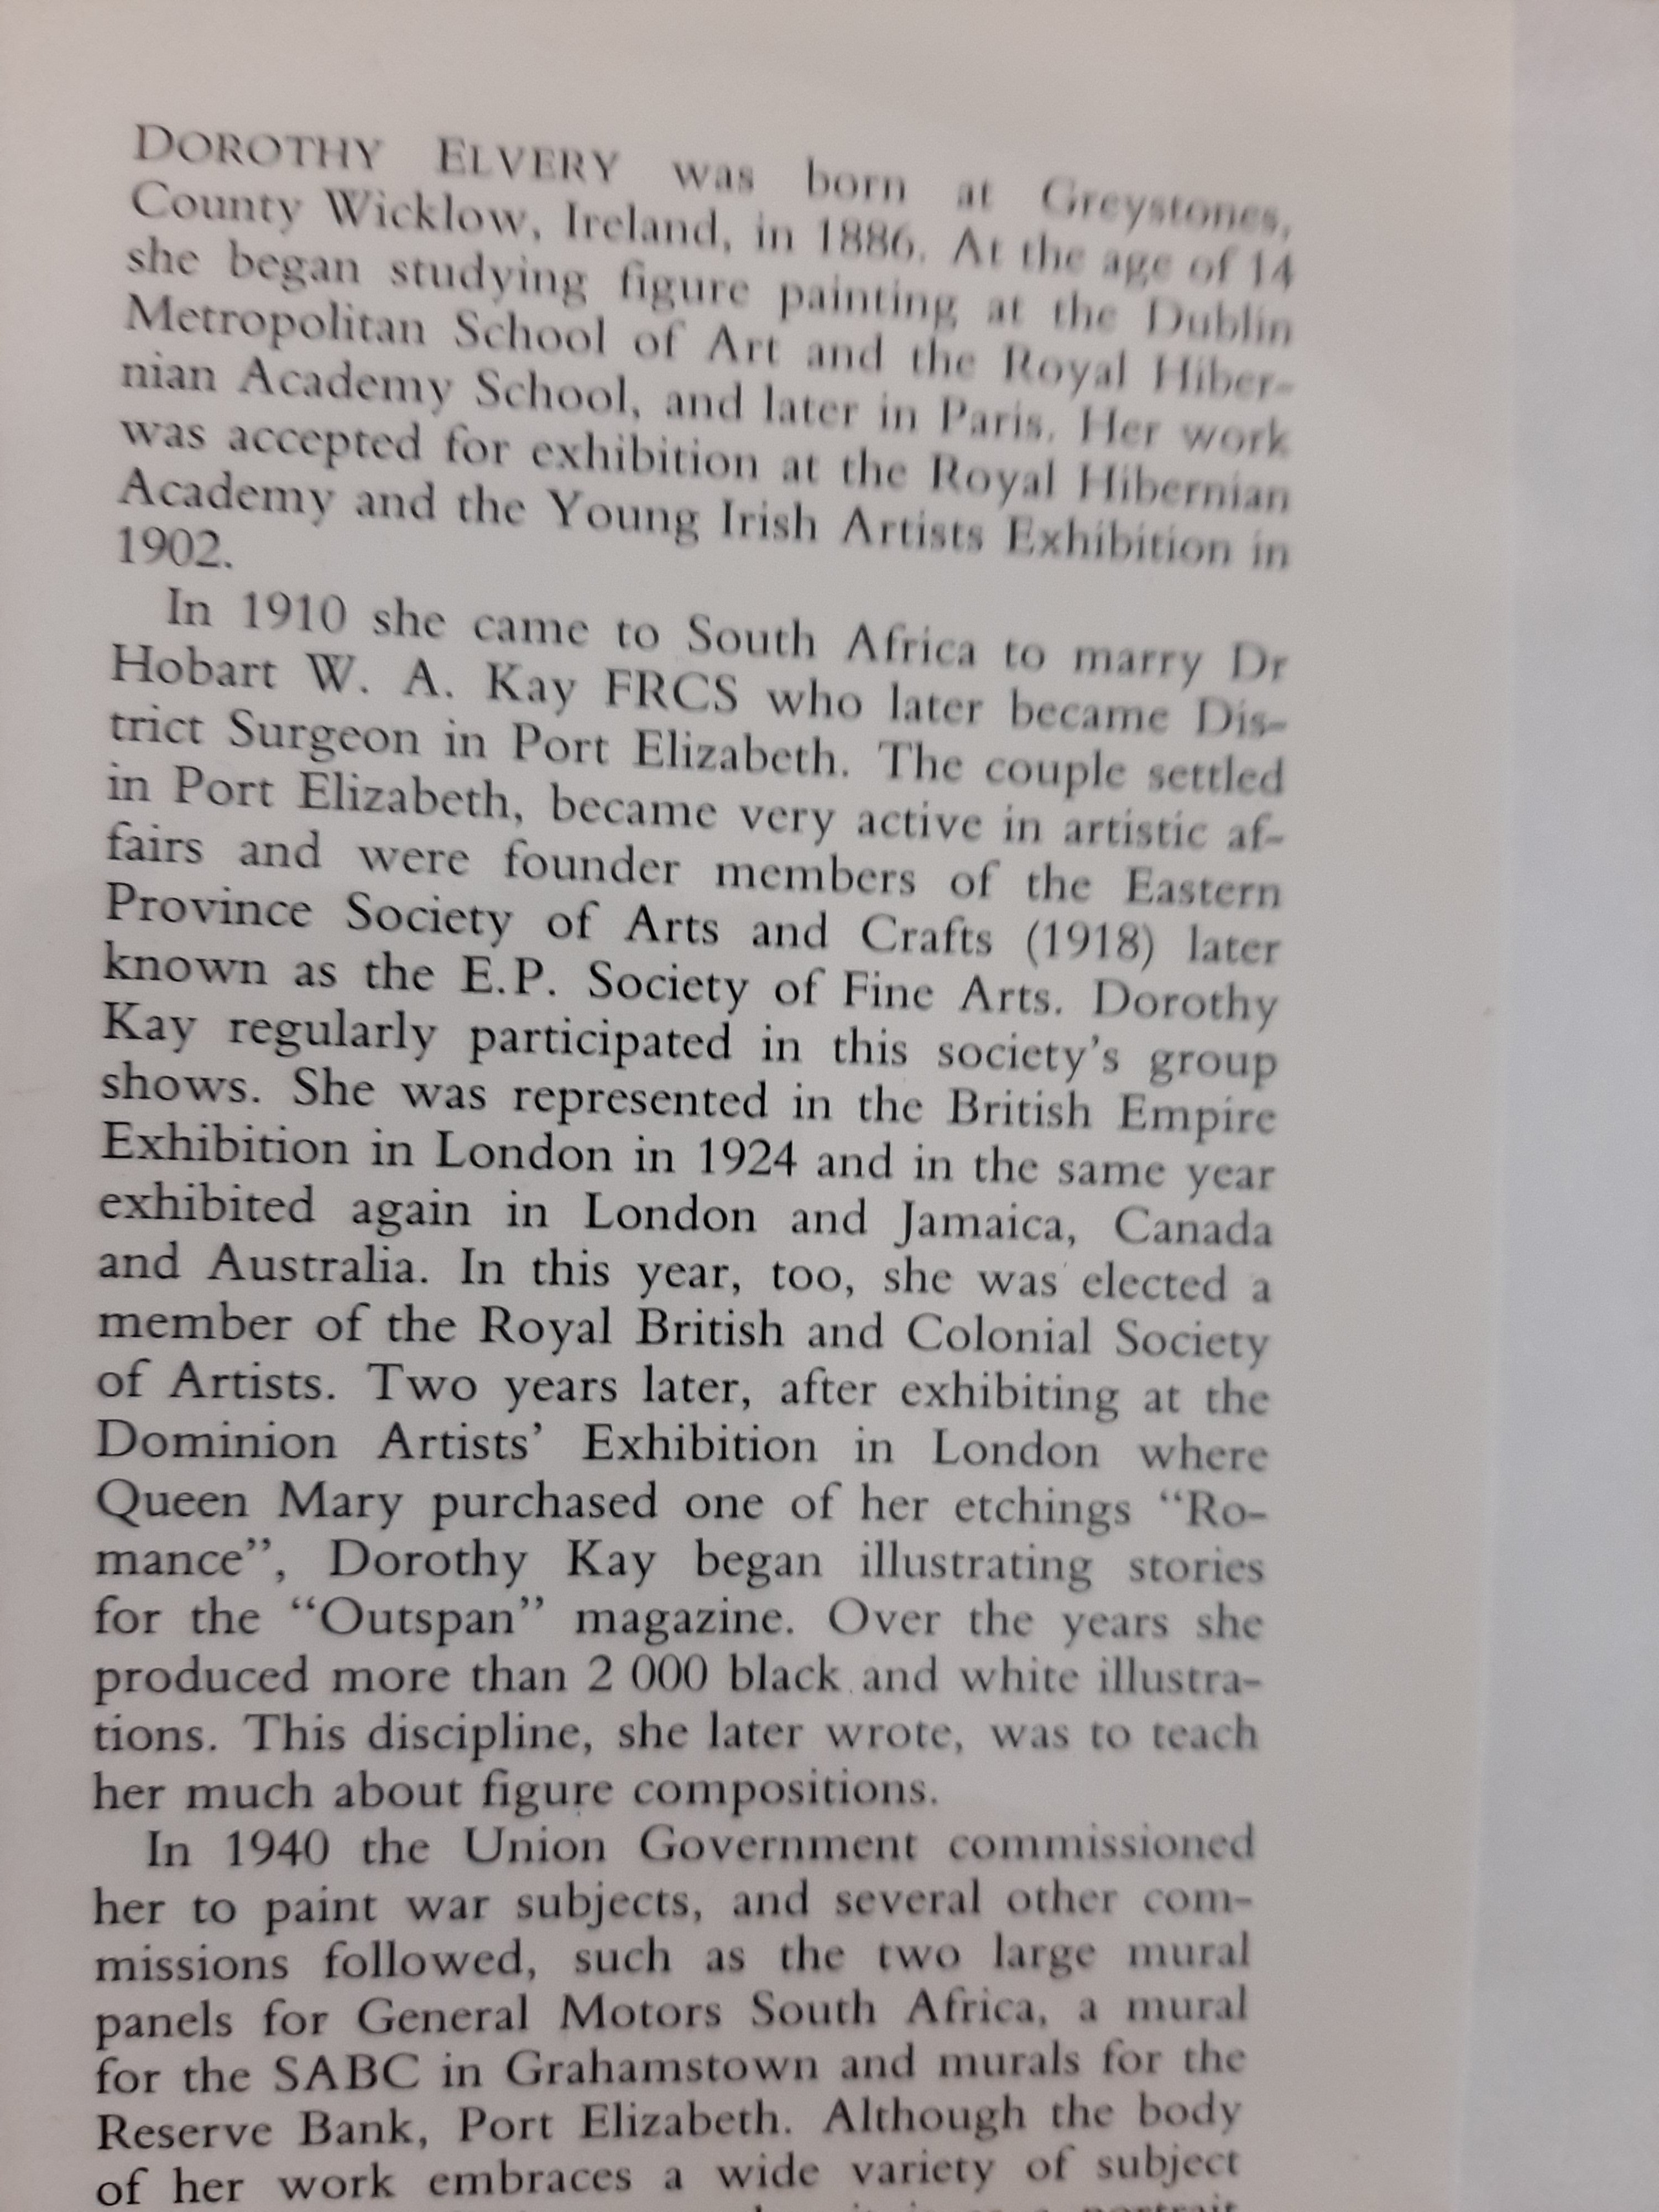 DOROTHY ELVERY was born at Greystones,
County Wicklow, Ireland, in 1886. At the age of 14
she began studying figure painting at the Dublin
Metropolitan School of Art and the Royal Hiber-
nian Academy School, and later in Paris. Her work
was accepted for exhibition at the Royal Hibernian
Academy and the Young Irish Artists Exhibition in
1902.
In 1910 she came to South Africa to marry Dr
Hobart W. A. Kay FRCS who later became Dis-
trict Surgeon in Port Elizabeth. The couple settled
in Port Elizabeth, became very active in artistic af-
fairs and were founder members of the Eastern
Province Society of Arts and Crafts (1918) later
known as the E.P. Society of Fine Arts. Dorothy
Kay regularly participated in this society's group
shows. She was represented in the British Empire
Exhibition in London in 1924 and in the same year
exhibited again in London and Jamaica, Canada
and Australia. In this year, too, she was elected a
member of the Royal British and Colonial Society
of Artists. Two years later, after exhibiting at the
Dominion Artists' Exhibition in London where
Queen Mary purchased one of her etchings “Ro-
mance”, Dorothy Kay began illustrating stories
for the “Outspan” magazine. Over the years she
produced more than 2 000 black and white illustra-
tions. This discipline, she later wrote, was to teach
her much about figure compositions.
In 1940 the Union Government commissioned
her to paint war subjects, and several other com-
missions followed, such as the two large mural
panels for General Motors South Africa, a mural
for the SABC in Grahamstown and murals for the
Reserve Bank, Port Elizabeth. Although the body
of her work embraces a wide variety of subject
portrait